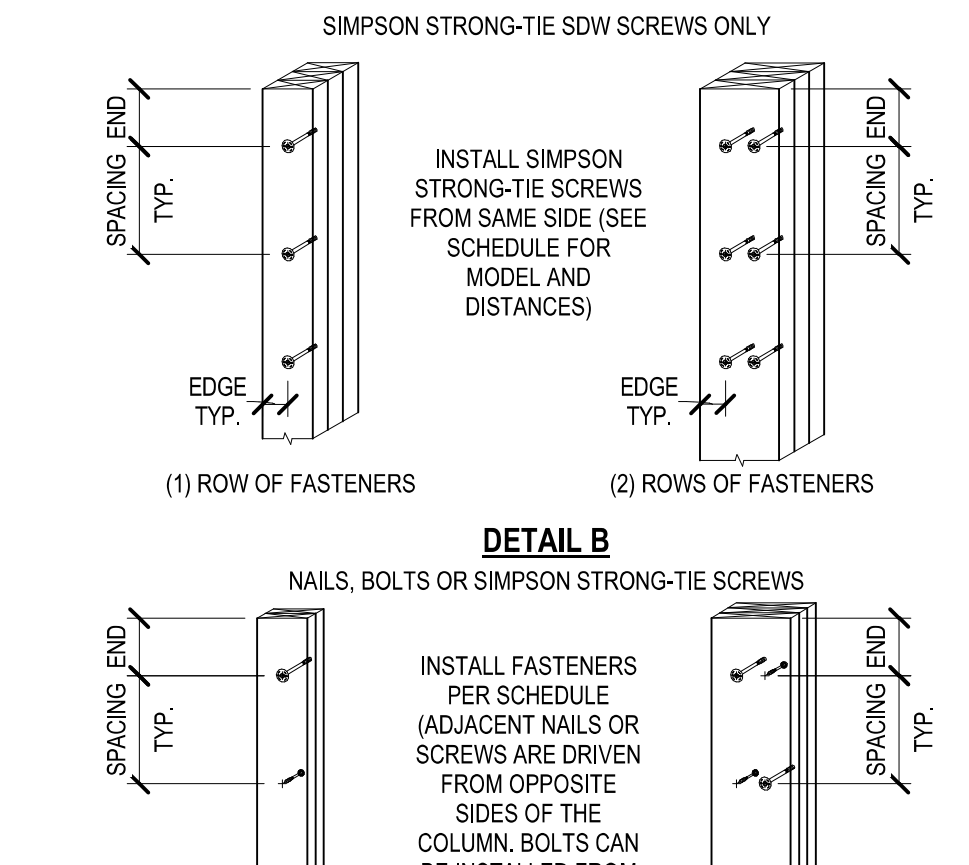 SIMPSON STRONG-TIE SDW SCREWS ONLY
END
SPACING
TYP.
INSTALL SIMPSON
STRONG-TIE SCREWS
FROM SAME SIDE (SEE
SCHEDULE FOR
MODEL AND
DISTANCES)
END
SPACING
TYP.
EDGE
TYP.
EDGE
TYP.
(1) ROW OF FASTENERS
(2) ROWS OF FASTENERS
DETAIL B
NAILS, BOLTS OR SIMPSON STRONG-TIE SCREWS
END
SPACING
TYP.
INSTALL FASTENERS
PER SCHEDULE
(ADJACENT NAILS OR
SCREWS ARE DRIVEN
FROM OPPOSITE
SIDES OF THE
COLUMN. BOLTS CAN
BE INSTALLED FROM
END
SPACING
TYP.